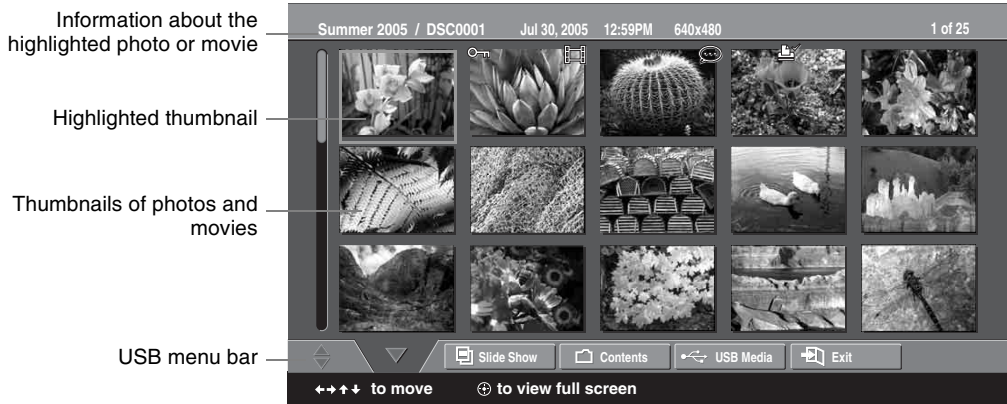 Information about the
highlighted photo or movie
Summer 2005 / DSC0001 Jul 30, 2005 12:59PM 640x480 1 of 25
Highlighted thumbnail
Thumbnails of photos and
movies
USB menu bar
Slide Show Contents USB Media Exit
to move to view full screen